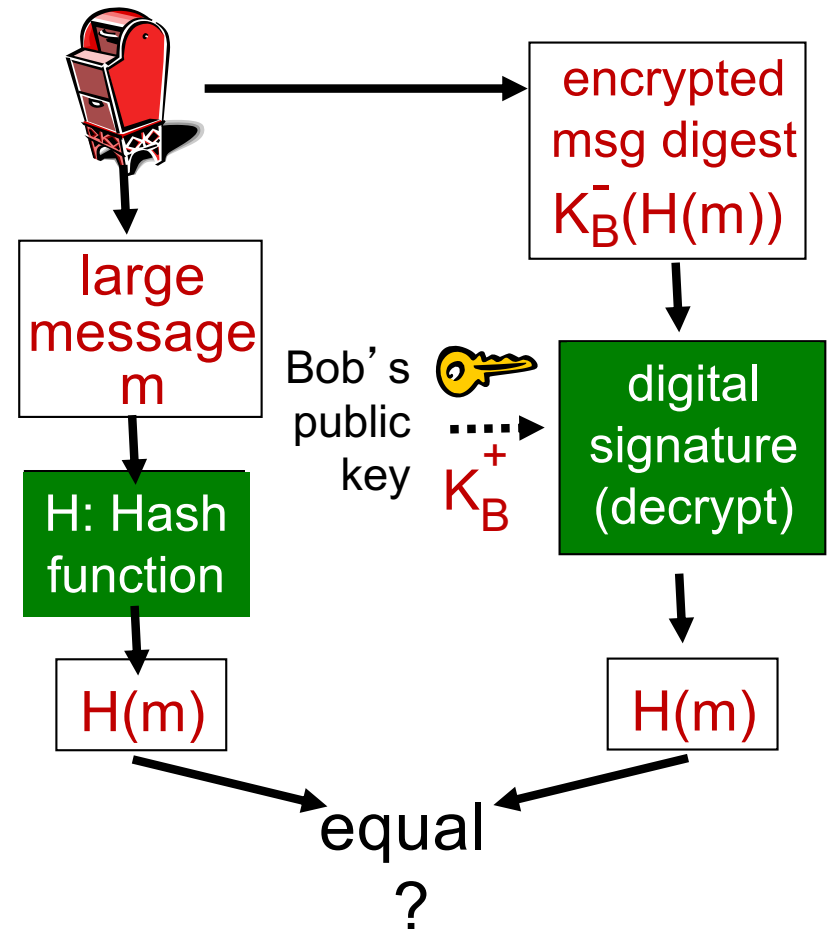 encrypted
msg digest
K_B^-(H(m))
large
message
m
Bob's
public
key
K_B^+
digital
signature
(decrypt)
H: Hash
function
H(m)
H(m)
equal
?